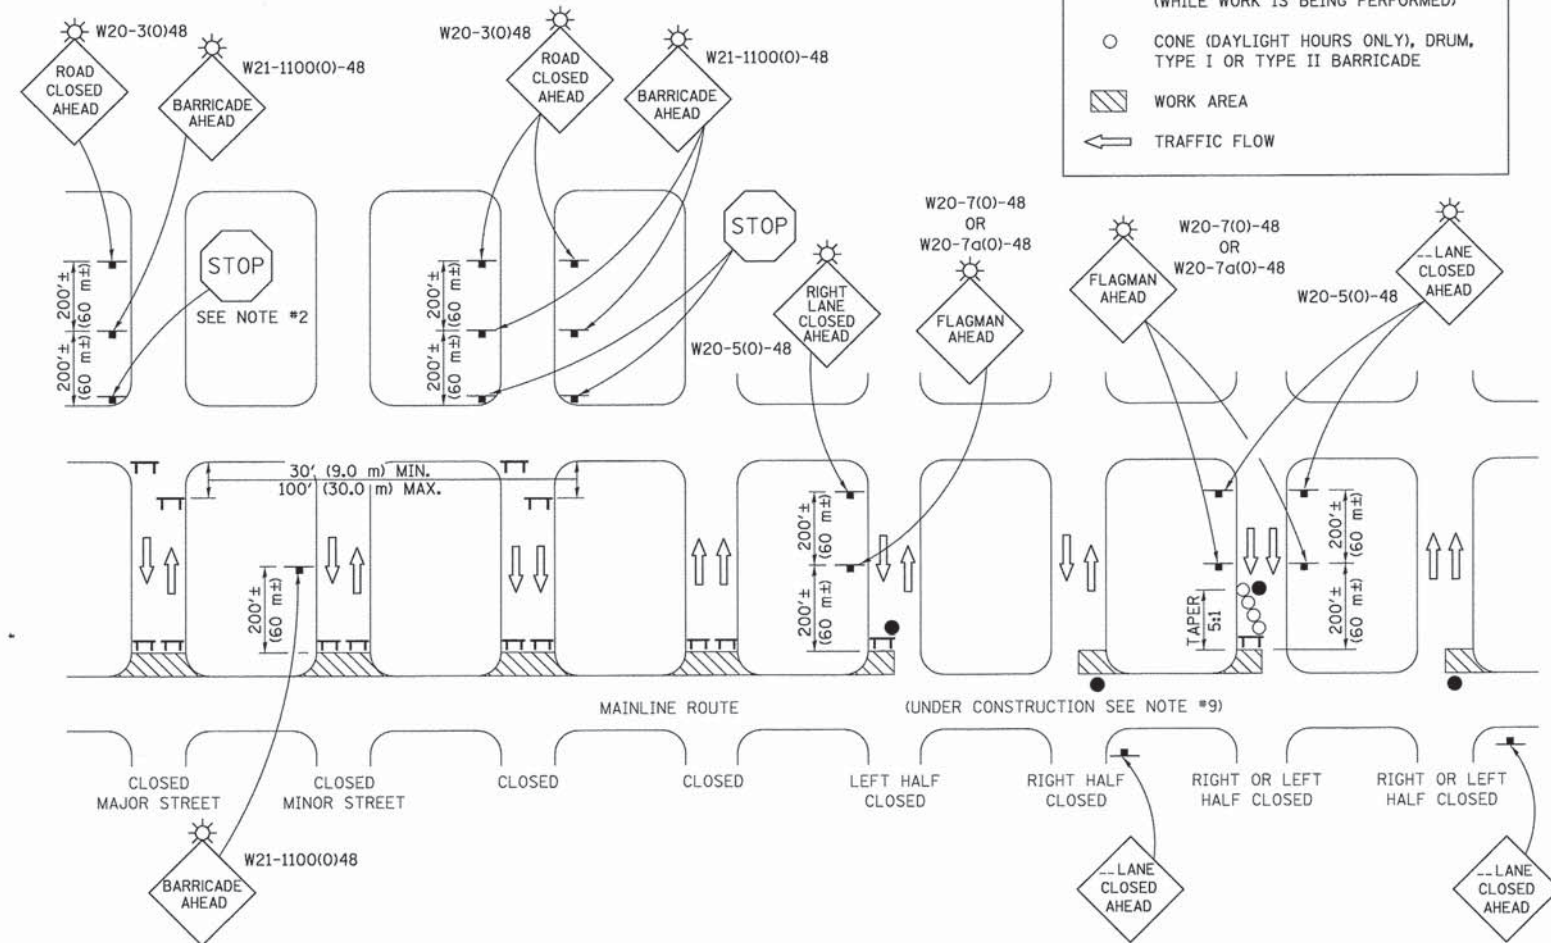 (WHILE WORK IS BEING PERFORMED)
CONE (DAYLIGHT HOURS ONLY), DRUM,
TYPE I OR TYPE II BARRICADE
WORK AREA
TRAFFIC FLOW
W20-3(0)48
ROAD
CLOSED
AHEAD
W21-1100(0)-48
BARRICADE
AHEAD
W20-3(0)48
ROAD
CLOSED
AHEAD
W21-1100(0)-48
BARRICADE
AHEAD
STOP
SEE NOTE #2
STOP
W20-5(0)-48
RIGHT
LANE
CLOSED
AHEAD
W20-7(0)-48
OR
W20-7a(0)-48
FLAGMAN
AHEAD
FLAGMAN
AHEAD
W20-7(0)-48
OR
W20-7a(0)-48
W20-5(0)-48
__LANE
CLOSED
AHEAD
200'±
(60 m±)
200'±
(60 m±)
200'±
(60 m±)
200'±
(60 m±)
30' (9.0 m) MIN.
100' (30.0 m) MAX.
200'±
(60 m±)
200'±
(60 m±)
200'±
(60 m±)
TAPER
5:1
200'±
(60 m±)
200'±
(60 m±)
MAINLINE ROUTE
(UNDER CONSTRUCTION SEE NOTE #9)
CLOSED
MAJOR STREET
CLOSED
MINOR STREET
CLOSED
CLOSED
LEFT HALF
CLOSED
RIGHT HALF
CLOSED
RIGHT OR LEFT
HALF CLOSED
RIGHT OR LEFT
HALF CLOSED
W21-1100(0)48
BARRICADE
AHEAD
__LANE
CLOSED
AHEAD
__LANE
CLOSED
AHEAD